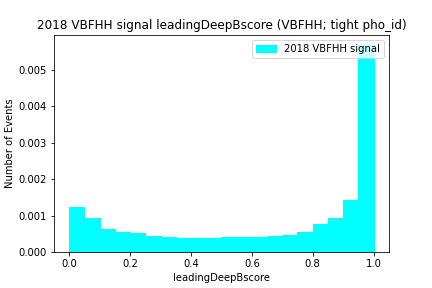 2018 VBFHH signal leadingDeepBscore (VBFHH; tight pho_id)
2018 VBFHH signal
Number of Events
0.005
0.004
0.003
0.002
0.001
0.000
0.0 0.2 0.4 0.6 0.8 1.0
leadingDeepBscore